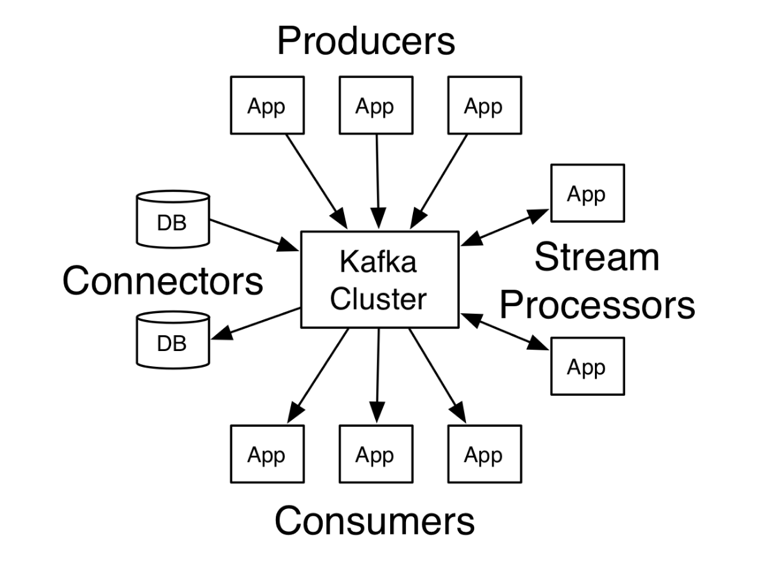 Producers
App
App
App
App
DB
Kafka
Cluster
Stream
Processors
Connectors
DB
App
App
App
App
Consumers